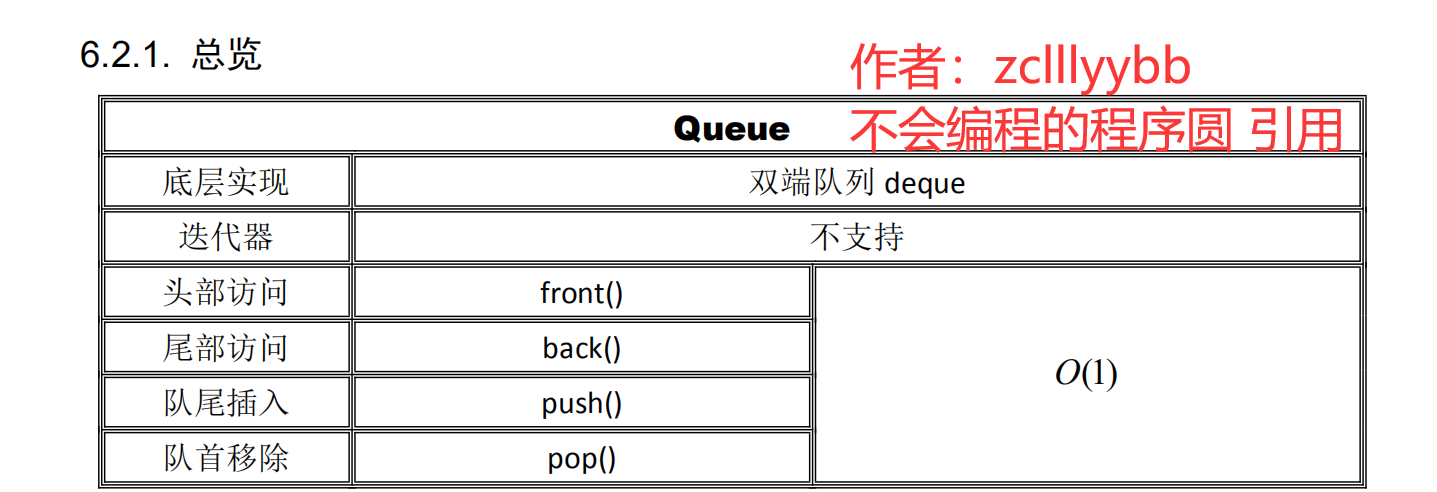 6.2.1. 总览
作者：zclllyybb
不会编程的程序圆 引用
Queue
底层实现 双端队列 deque
迭代器 不支持
头部访问 front()
尾部访问 back()
O(1)
队尾插入 push()
队首移除 pop()